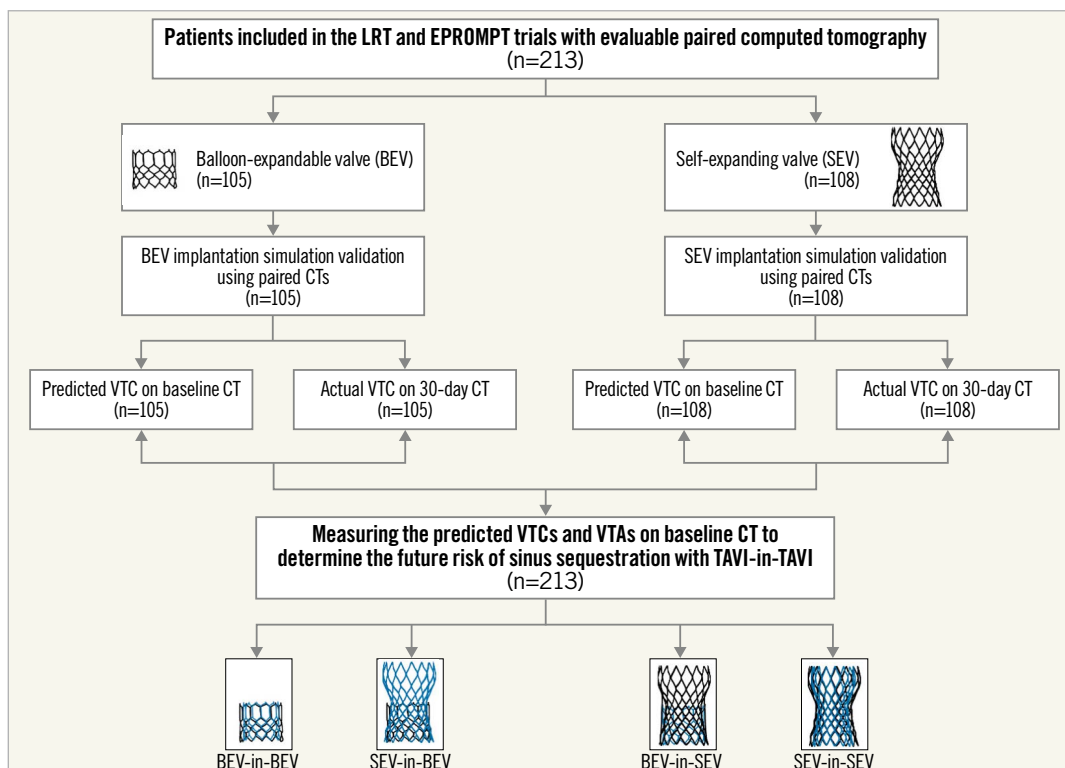 Patients included in the LRT and EPROMPT trials with evaluable paired computed tomography
(n=213)
Balloon-expandable valve (BEV)
(n=105)
Self-expanding valve (SEV)
(n=108)
BEV implantation simulation validation
using paired CTs
(n=105)
SEV implantation simulation validation
using paired CTs
(n=108)
Predicted VTC on baseline CT
(n=105)
Actual VTC on 30-day CT
(n=105)
Predicted VTC on baseline CT
(n=108)
Actual VTC on 30-day CT
(n=108)
Measuring the predicted VTCs and VTAs on baseline CT to
determine the future risk of sinus sequestration with TAVI-in-TAVI
(n=213)
BEV-in-BEV
SEV-in-BEV
BEV-in-SEV
SEV-in-SEV